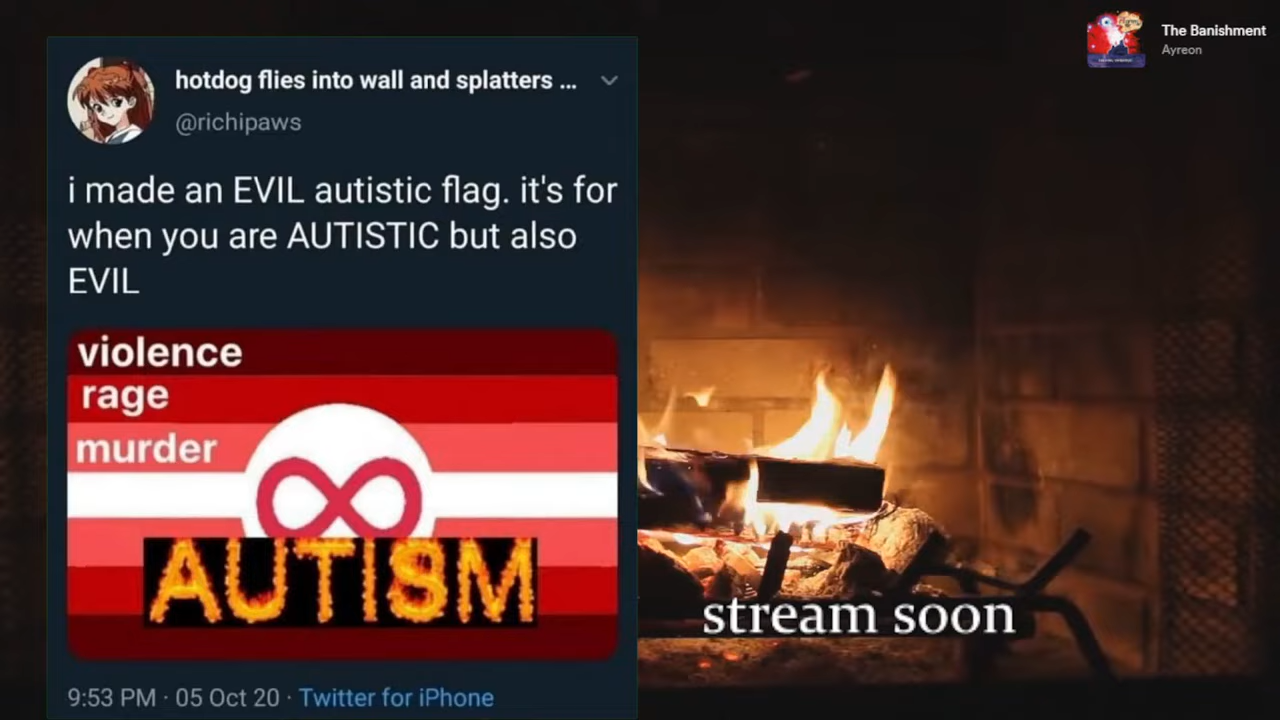 hotdog flies into wall and splatters ...
@richipaws
i made an EVIL autistic flag. it's for
when you are AUTISTIC but also
EVIL
violence
rage
murder
AUTISM
9:53 PM · 05 Oct 20 · Twitter for iPhone
The Banishment
Ayreon
stream soon